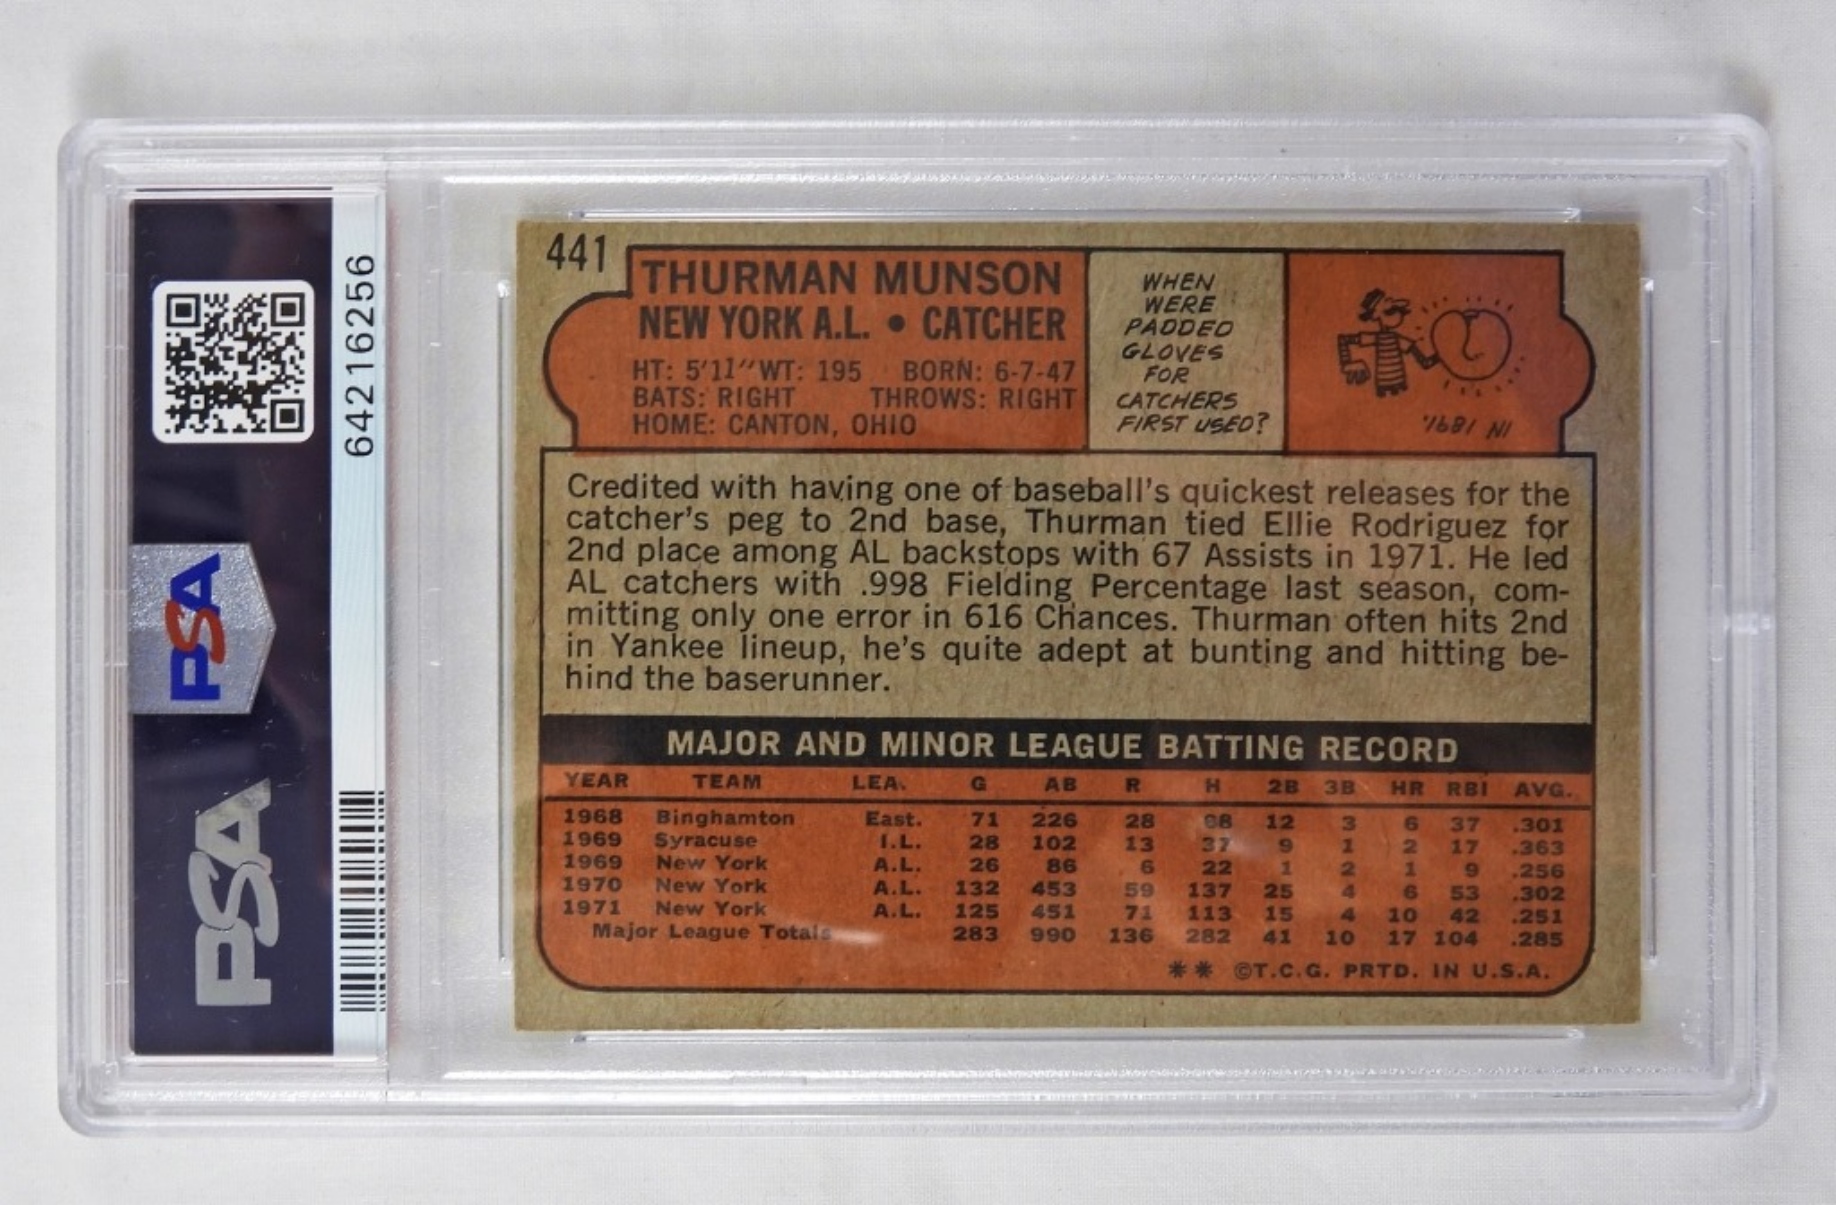 441
THURMAN MUNSON
NEW YORK A.L. • CATCHER
HT: 5'11" WT: 195 BORN: 6-7-47
BATS: RIGHT THROWS: RIGHT
HOME: CANTON, OHIO
WHEN
WERE
PADDED
GLOVES
FOR
CATCHERS
FIRST USED?
IN 1891.
Credited with having one of baseball's quickest releases for the
catcher's peg to 2nd base, Thurman tied Ellie Rodriguez for
2nd place among AL backstops with 67 Assists in 1971. He led
AL catchers with .998 Fielding Percentage last season, com-
mitting only one error in 616 Chances. Thurman often hits 2nd
in Yankee lineup, he's quite adept at bunting and hitting be-
hind the baserunner.
MAJOR AND MINOR LEAGUE BATTING RECORD
YEAR TEAM LEA. G AB R H 2B 3B HR RBI AVG.
1968 Binghamton East. 71 226 28 68 12 3 6 37 .301
1969 Syracuse I.L. 28 102 13 37 9 1 2 17 .363
1969 New York A.L. 26 86 6 22 1 2 1 9 .256
1970 New York A.L. 132 453 59 137 25 4 6 53 .302
1971 New York A.L. 125 451 71 113 15 4 10 42 .251
Major League Totals 283 990 136 282 41 10 17 104 .285
** ©T.C.G. PRTD. IN U.S.A.
64216256
PSA
PSA